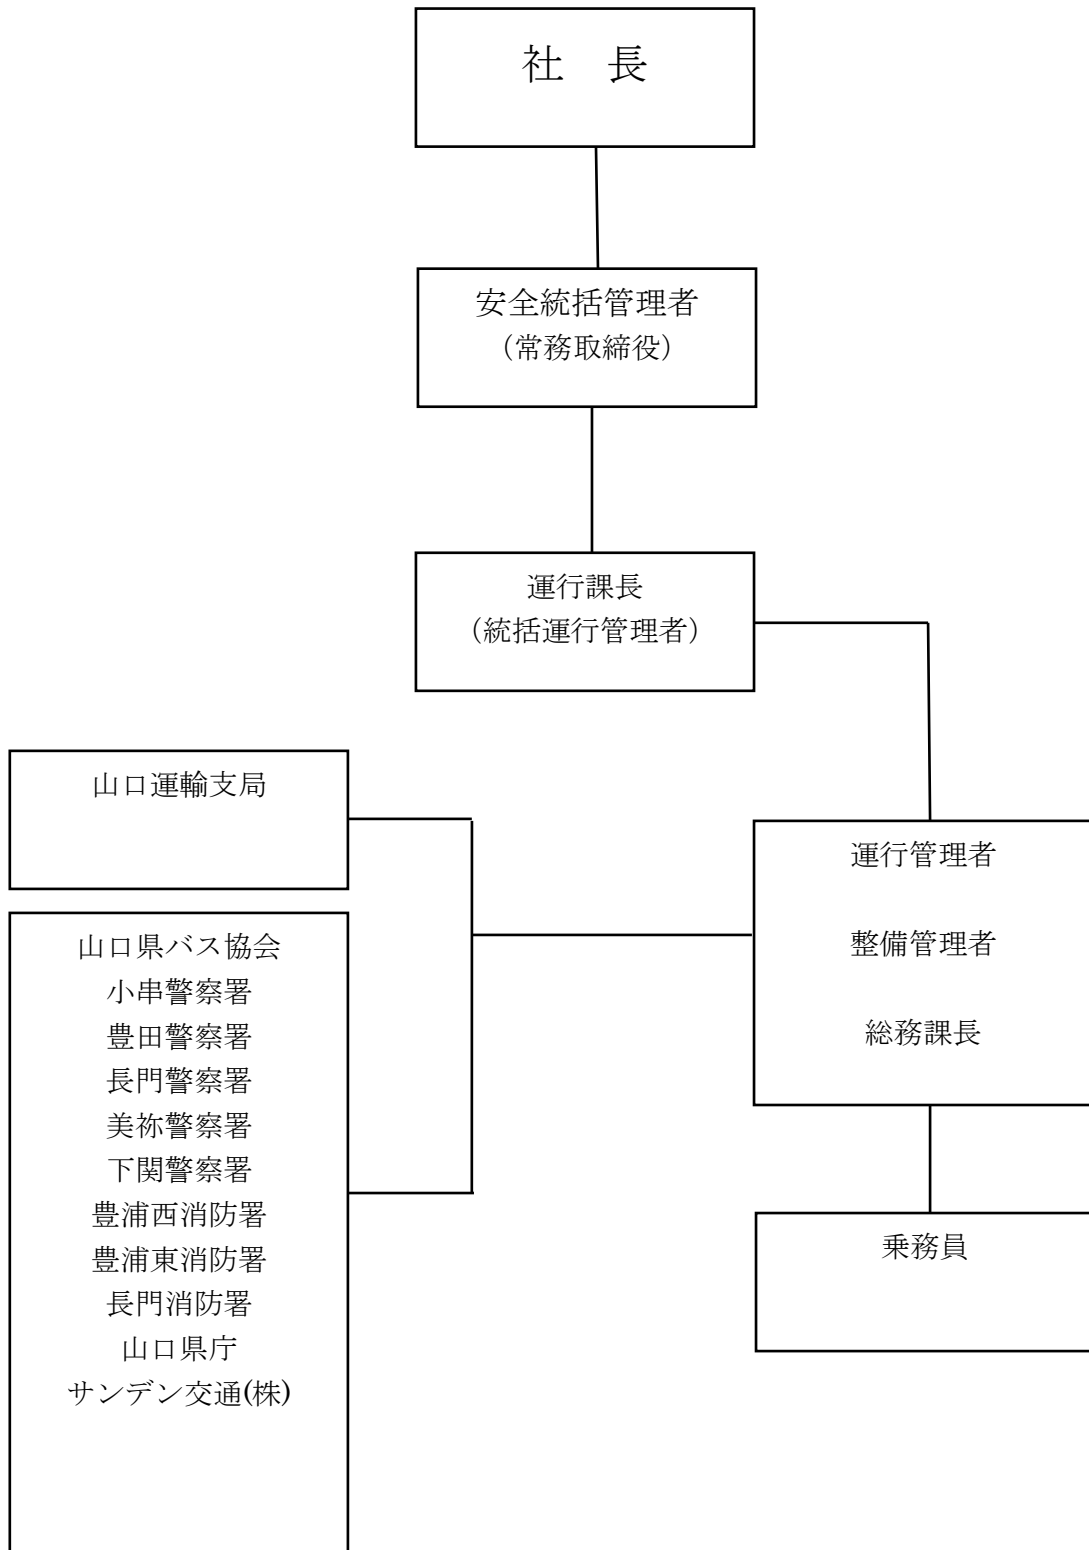 社 長
安全統括管理者
(常務取締役)
運行課長
(統括運行管理者)
山口運輸支局
運行管理者
整備管理者
総務課長
山口県バス協会
小串警察署
豊田警察署
長門警察署
美祢警察署
下関警察署
豊浦西消防署
豊浦東消防署
長門消防署
山口県庁
サンデン交通(株)
乗務員